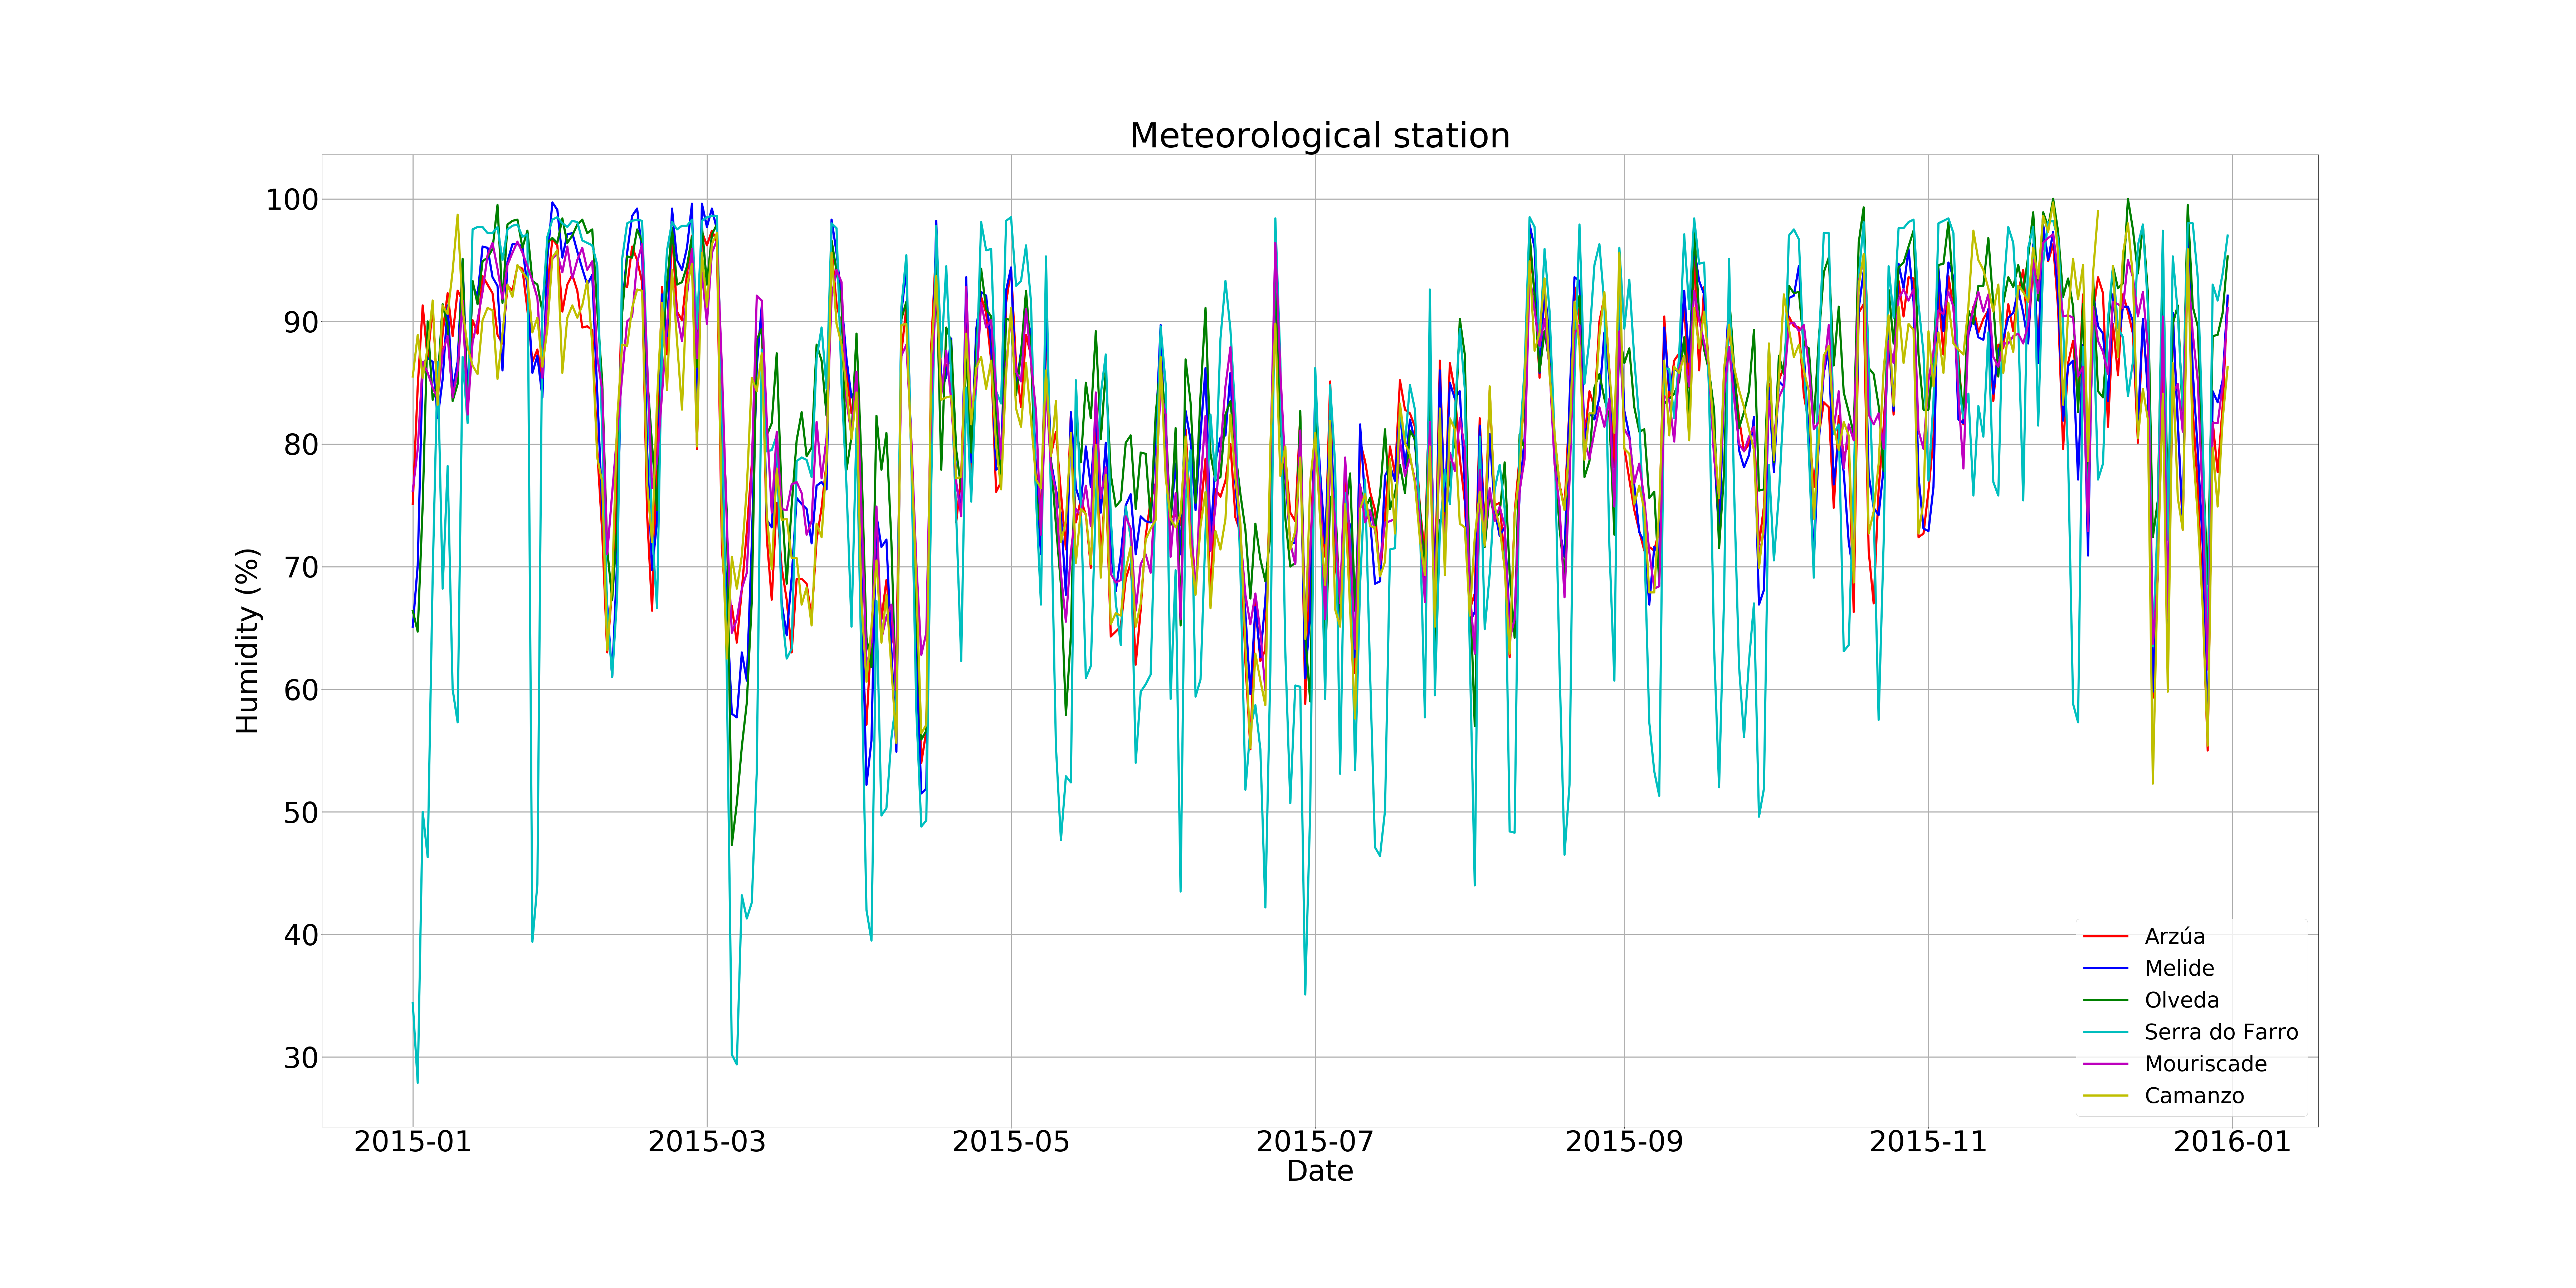 Meteorological station
Humidity (%)
100
90
80
70
60
50
40
30
2015-01
2015-03
2015-05
2015-07
2015-09
2015-11
2016-01
Date
Arzúa
Melide
Olveda
Serra do Farro
Mouriscade
Camanzo